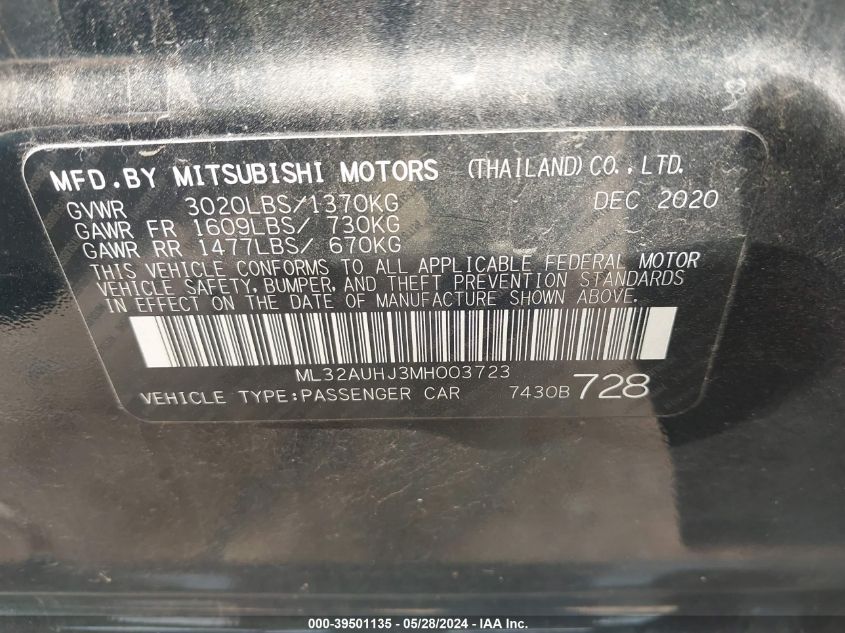 MFD.BY MITSUBISHI MOTORS (THAILAND) CO., LTD.
GVWR 3020LBS/1370KG DEC 2020
GAWR FR 1609LBS/ 730KG
GAWR RR 1477LBS/ 670KG
THIS VEHICLE CONFORMS TO ALL APPLICABLE FEDERAL MOTOR
VEHICLE SAFETY, BUMPER, AND THEFT PREVENTION STANDARDS
IN EFFECT ON THE DATE OF MANUFACTURE SHOWN ABOVE.
ML32AUHJ3MH003723
VEHICLE TYPE:PASSENGER CAR 7430B 728
000-39501135 - 05/28/2024 - IAA Inc.